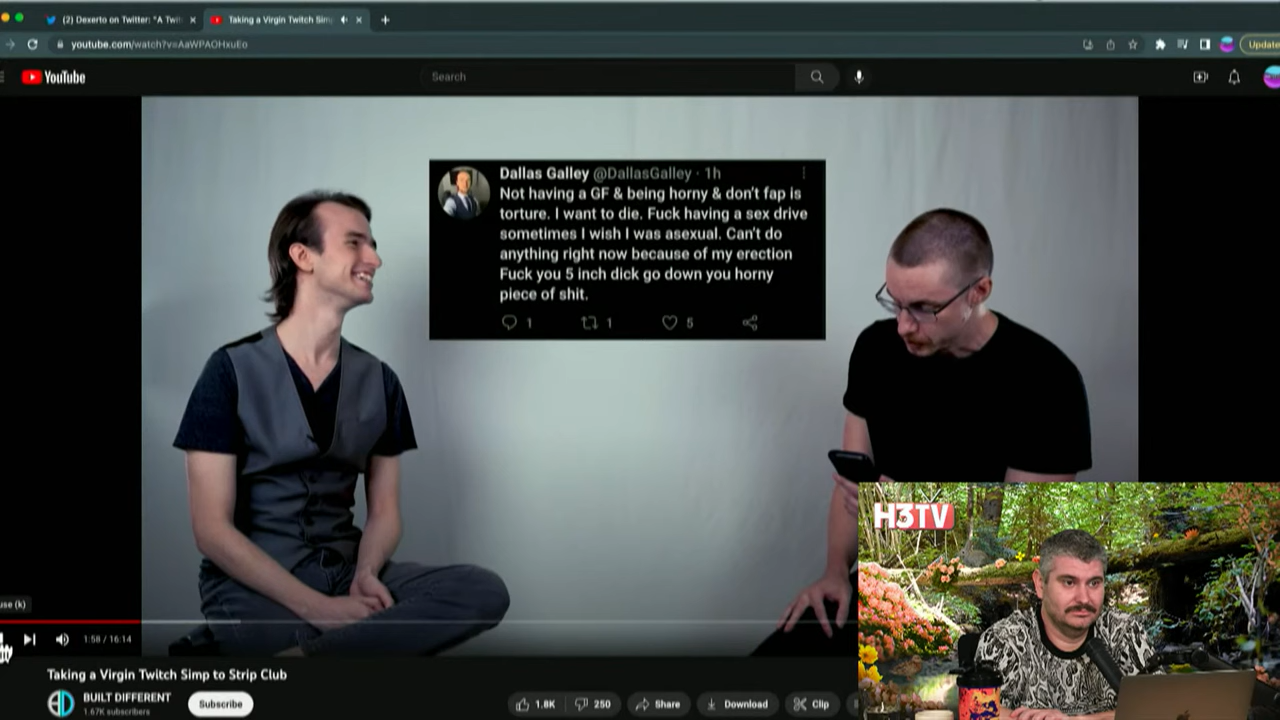 (2) Dexerto on Twitter: "A Twit
Taking a Virgin Twitch Sim
youtube.com/watch?v=AaWPAOHxuEo
Update
YouTube
Search
Dallas Galley @DallasGalley · 1h
Not having a GF & being horny & don't fap is
torture. I want to die. Fuck having a sex drive
sometimes I wish I was asexual. Can't do
anything right now because of my erection
Fuck you 5 inch dick go down you horny
piece of shit.
1 1 5
H3TV
use (k)
1:58 / 16:14
Taking a Virgin Twitch Simp to Strip Club
BUILT DIFFERENT
1.67K subscribers
Subscribe
1.8K 250 Share Download Clip